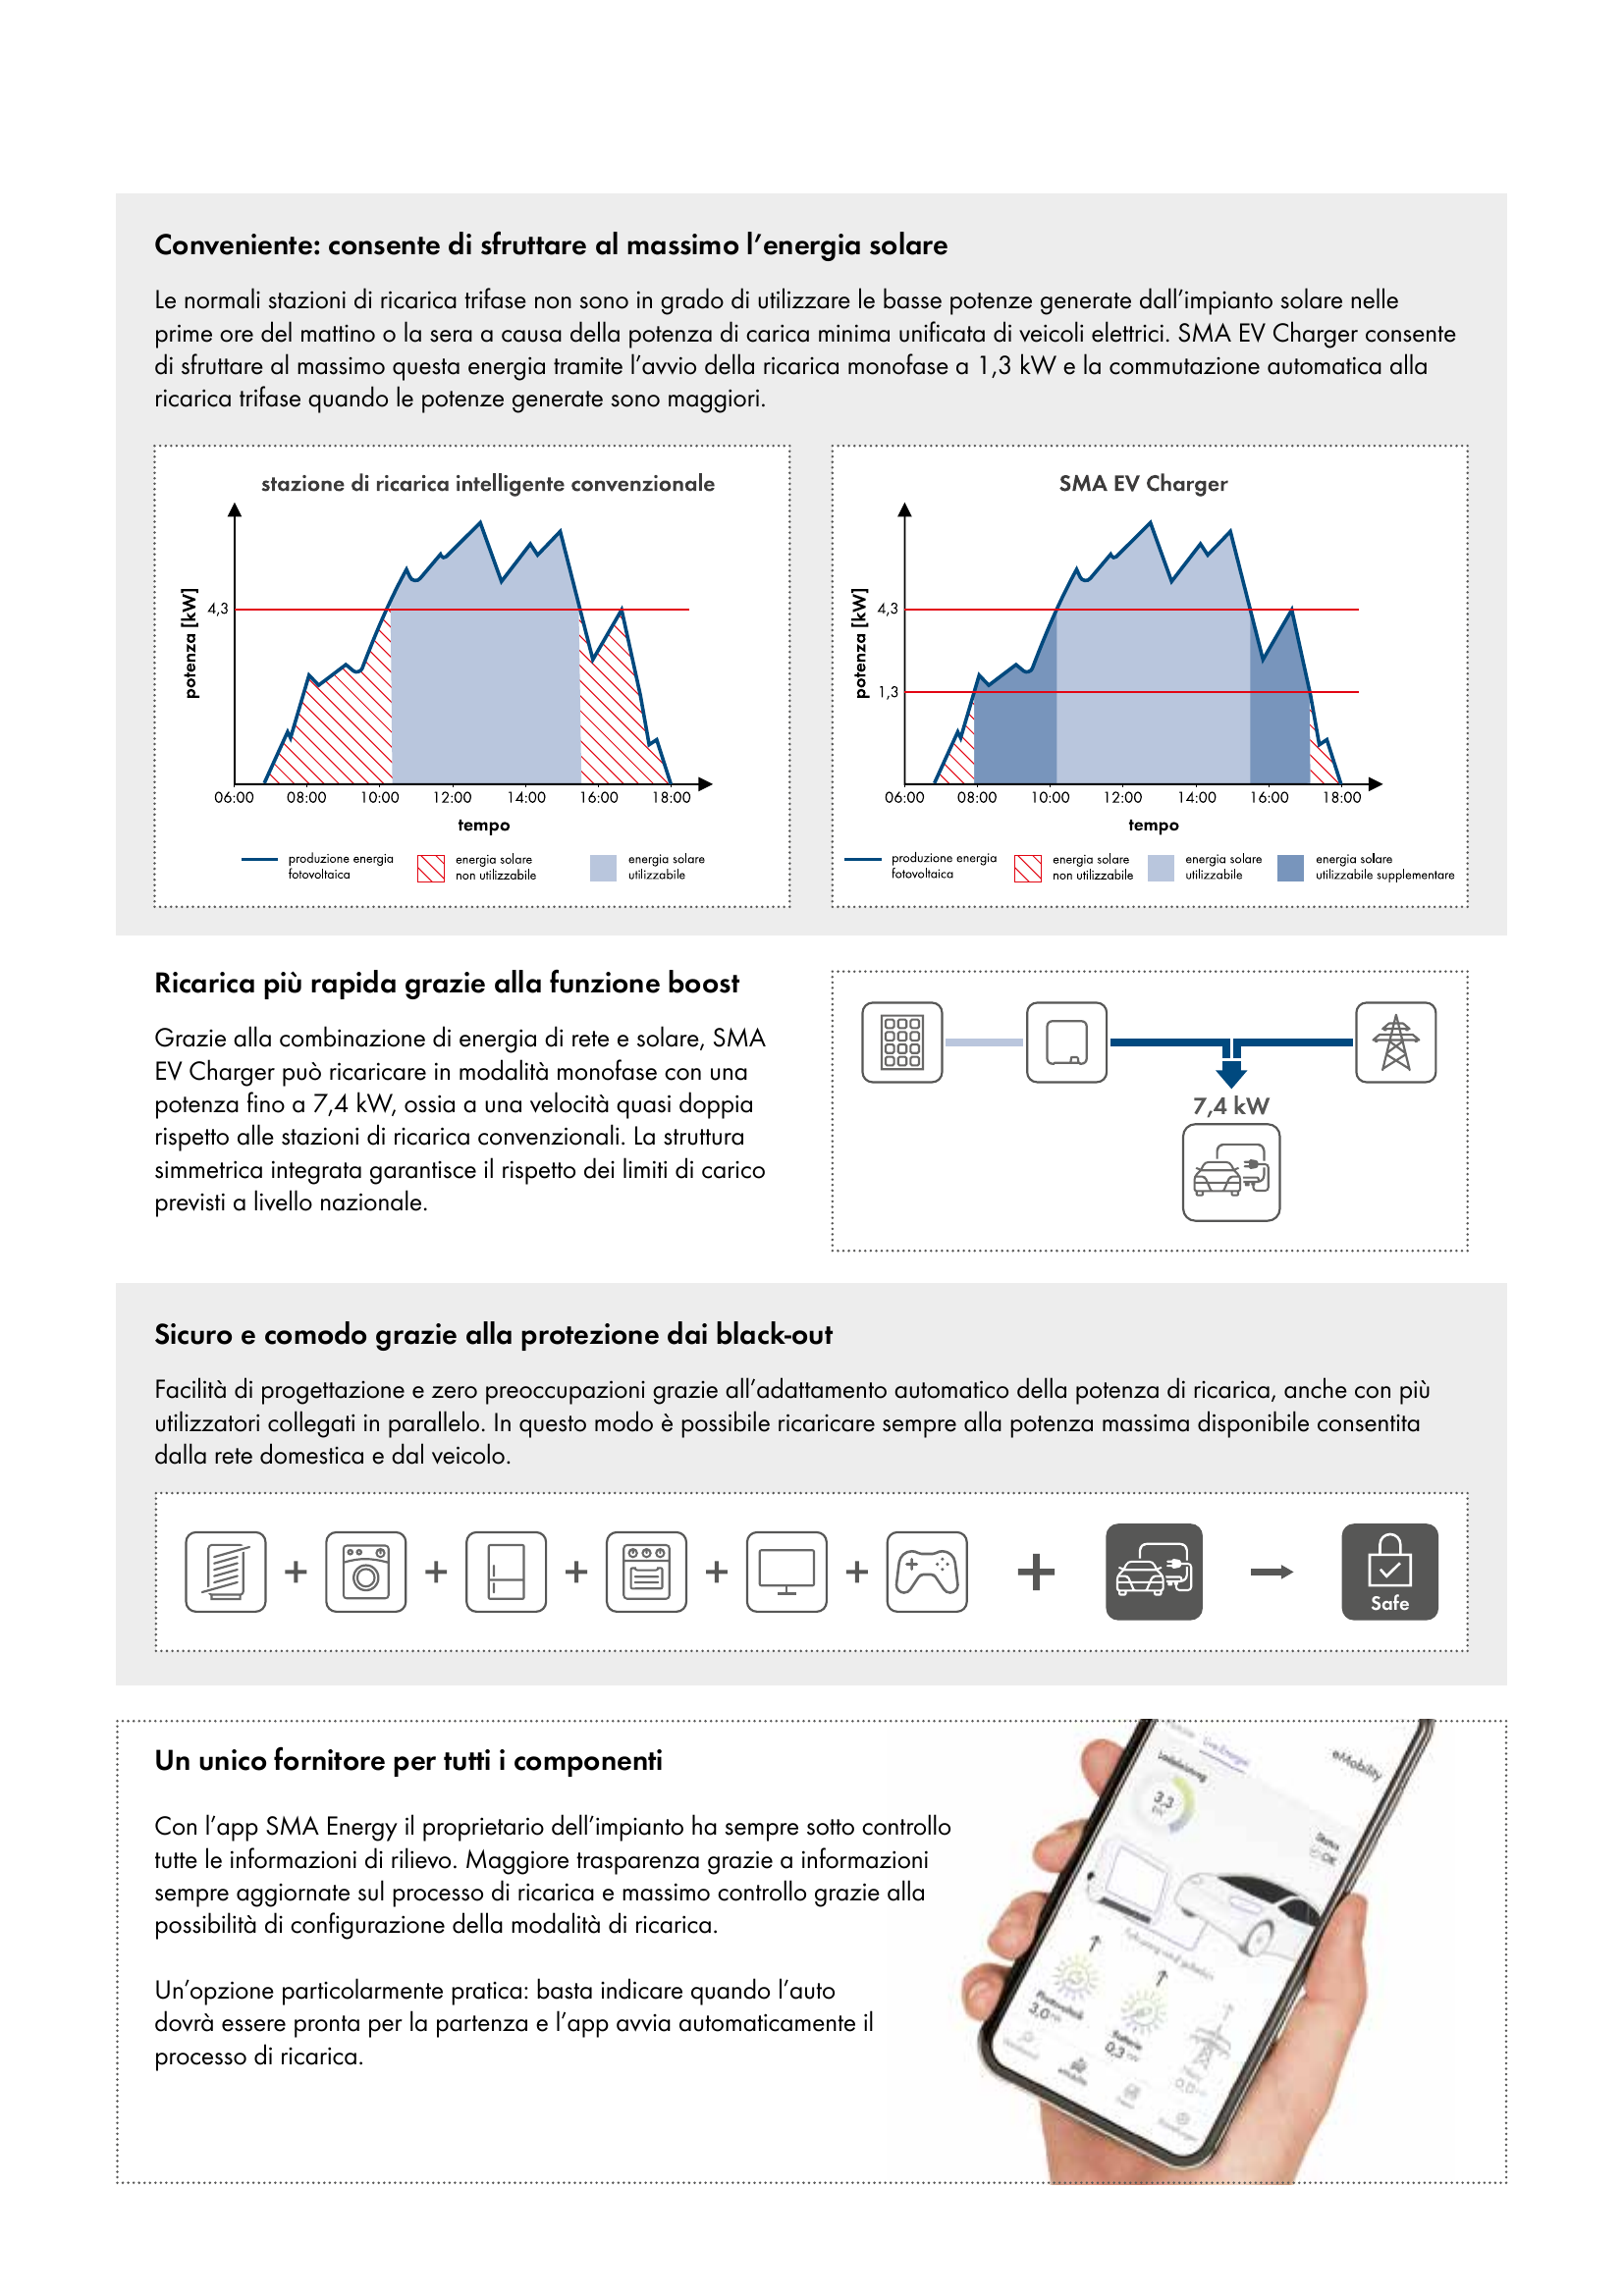 Conveniente: consente di sfruttare al massimo l'energia solare
Le normali stazioni di ricarica trifase non sono in grado di utilizzare le basse potenze generate dall'impianto solare nelle
prime ore del mattino o la sera a causa della potenza di carica minima unificata di veicoli elettrici. SMA EV Charger consente
di sfruttare al massimo questa energia tramite l'avvio della ricarica monofase a 1,3 kW e la commutazione automatica alla
ricarica trifase quando le potenze generate sono maggiori.
stazione di ricarica intelligente convenzionale
potenza [kW]
4,3
06:00 08:00 10:00 12:00 14:00 16:00 18:00
tempo
produzione energia
fotovoltaica
energia solare
non utilizzabile
energia solare
utilizzabile
SMA EV Charger
potenza [kW]
4,3
1,3
06:00 08:00 10:00 12:00 14:00 16:00 18:00
tempo
produzione energia
fotovoltaica
energia solare
non utilizzabile
energia solare
utilizzabile
energia solare
utilizzabile supplementare
Ricarica più rapida grazie alla funzione boost
Grazie alla combinazione di energia di rete e solare, SMA
EV Charger può ricaricare in modalità monofase con una
potenza fino a 7,4 kW, ossia a una velocità quasi doppia
rispetto alle stazioni di ricarica convenzionali. La struttura
simmetrica integrata garantisce il rispetto dei limiti di carico
previsti a livello nazionale.
7,4 kW
Sicuro e comodo grazie alla protezione dai black-out
Facilità di progettazione e zero preoccupazioni grazie all'adattamento automatico della potenza di ricarica, anche con più
utilizzatori collegati in parallelo. In questo modo è possibile ricaricare sempre alla potenza massima disponibile consentita
dalla rete domestica e dal veicolo.
Safe
Un unico fornitore per tutti i componenti
Con l'app SMA Energy il proprietario dell'impianto ha sempre sotto controllo
tutte le informazioni di rilievo. Maggiore trasparenza grazie a informazioni
sempre aggiornate sul processo di ricarica e massimo controllo grazie alla
possibilità di configurazione della modalità di ricarica.
Un'opzione particolarmente pratica: basta indicare quando l'auto
dovrà essere pronta per la partenza e l'app avvia automaticamente il
processo di ricarica.
eMobility
Ladeleistung
3,3
Status
OK
Photovoltaik
3,0
Batterie
0,3
0,0